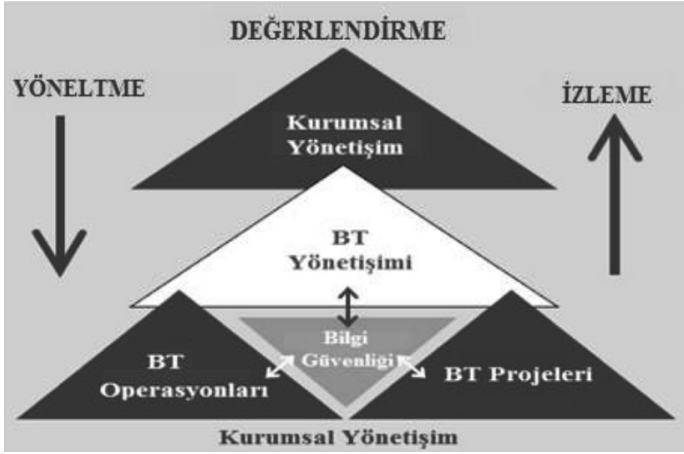 DEĞERLENDİRME
YÖNELTME
İZLEME
Kurumsal
Yönetişim
BT
Yönetişimi
Bilgi
Güvenliği
BT
Operasyonları
BT Projeleri
Kurumsal Yönetişim